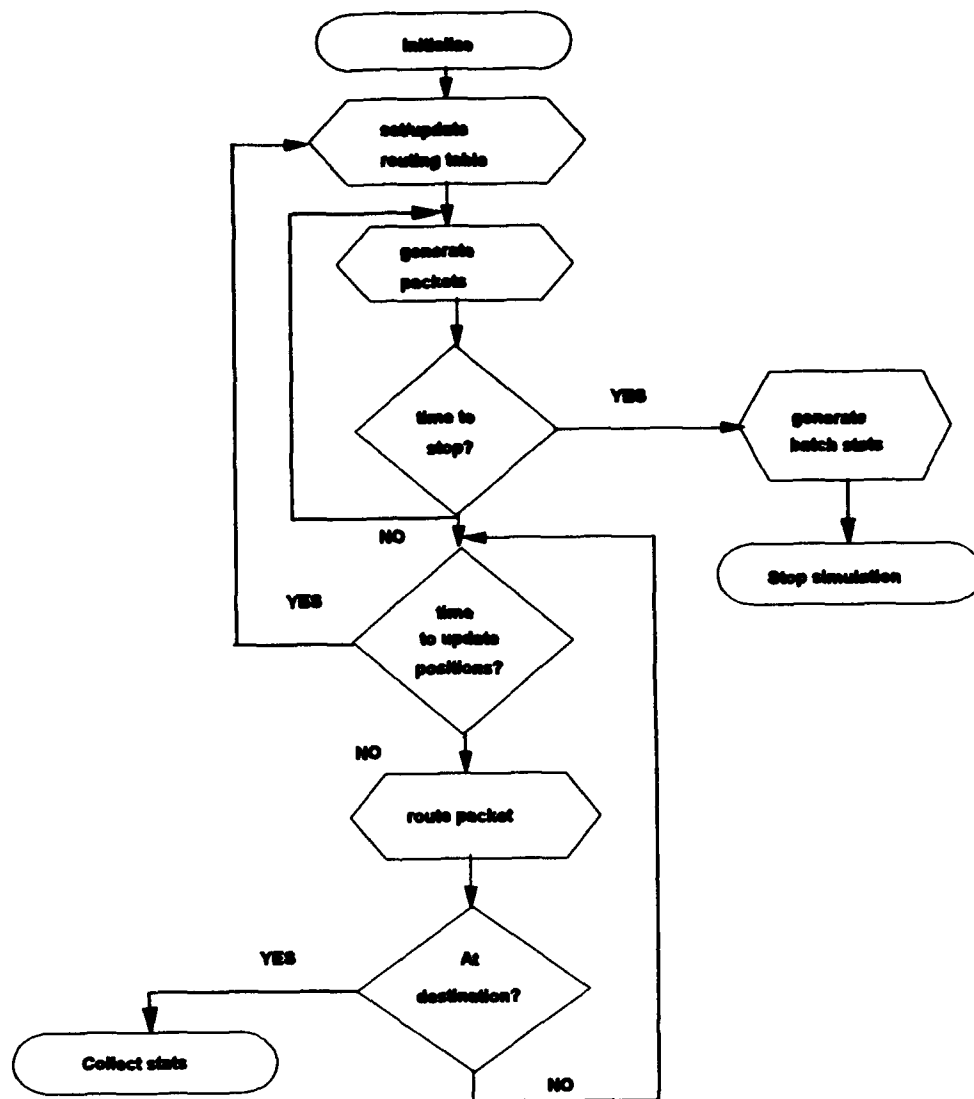 Initialise
set/update
routing table
generate
packets
time to
stop?
YES
generate
batch stats
NO
Stop simulation
YES
time
to update
positions?
NO
route packet
YES
At
destination?
Collect stats
NO